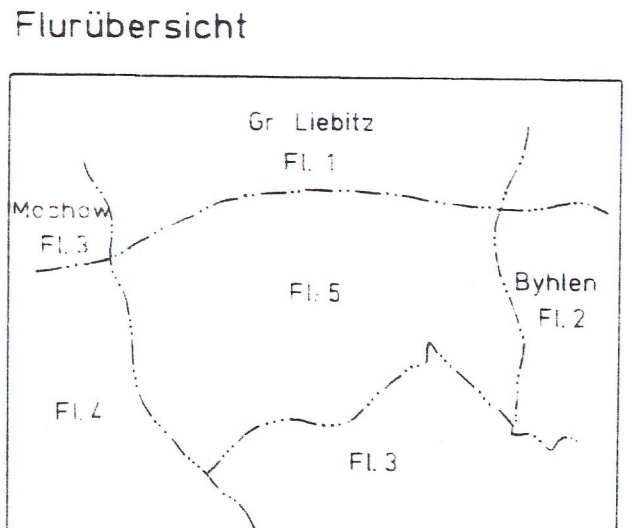 Flurübersicht
Gr Liebitz
Fl. 1
Mochow
Fl. 3
Fl. 5
Byhlen
Fl. 2
Fl. 4
Fl. 3